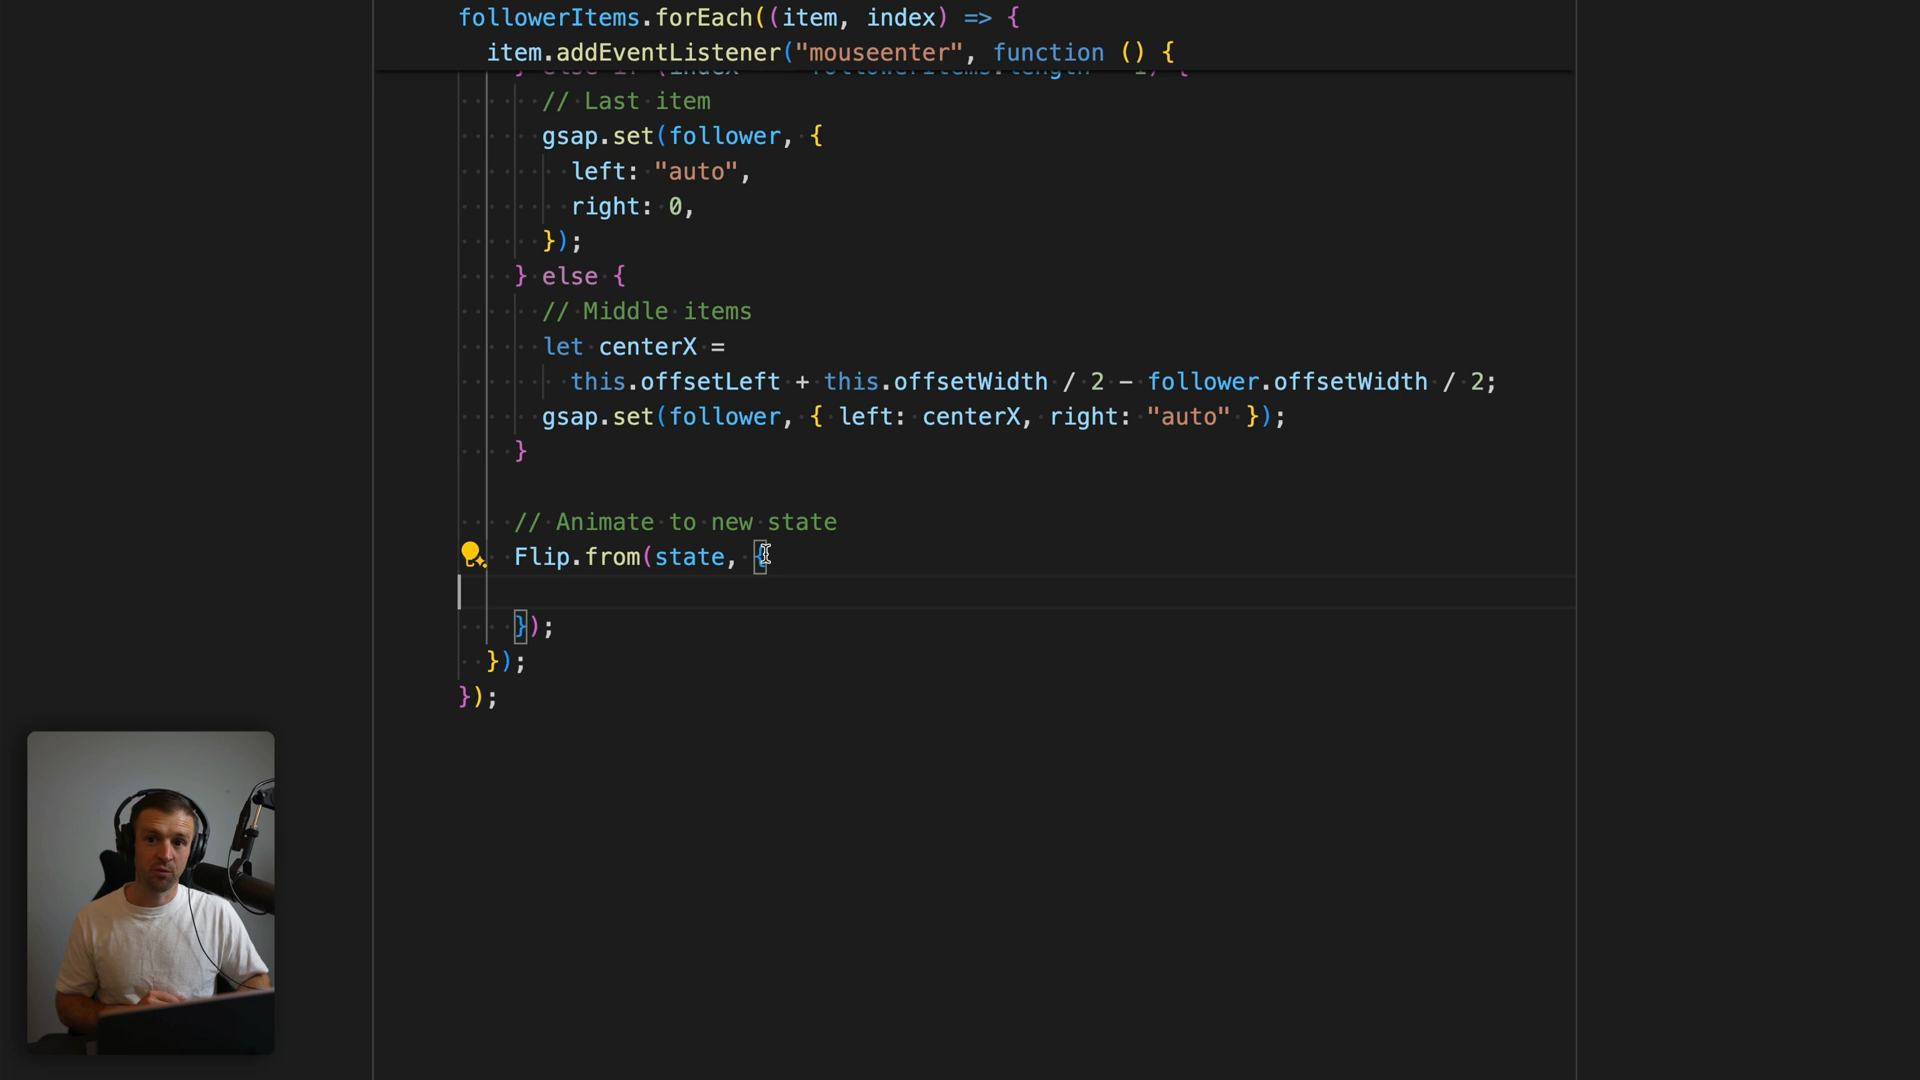 followerItems.forEach((item, index) => {
item.addEventListener("mouseenter", function () {
// Last item
gsap.set(follower, {
left: "auto",
right: 0,
});
} else {
// Middle items
let centerX =
this.offsetLeft + this.offsetWidth / 2 - follower.offsetWidth / 2;
gsap.set(follower, { left: centerX, right: "auto" });
}
// Animate to new state
Flip.from(state, {
});
});
});